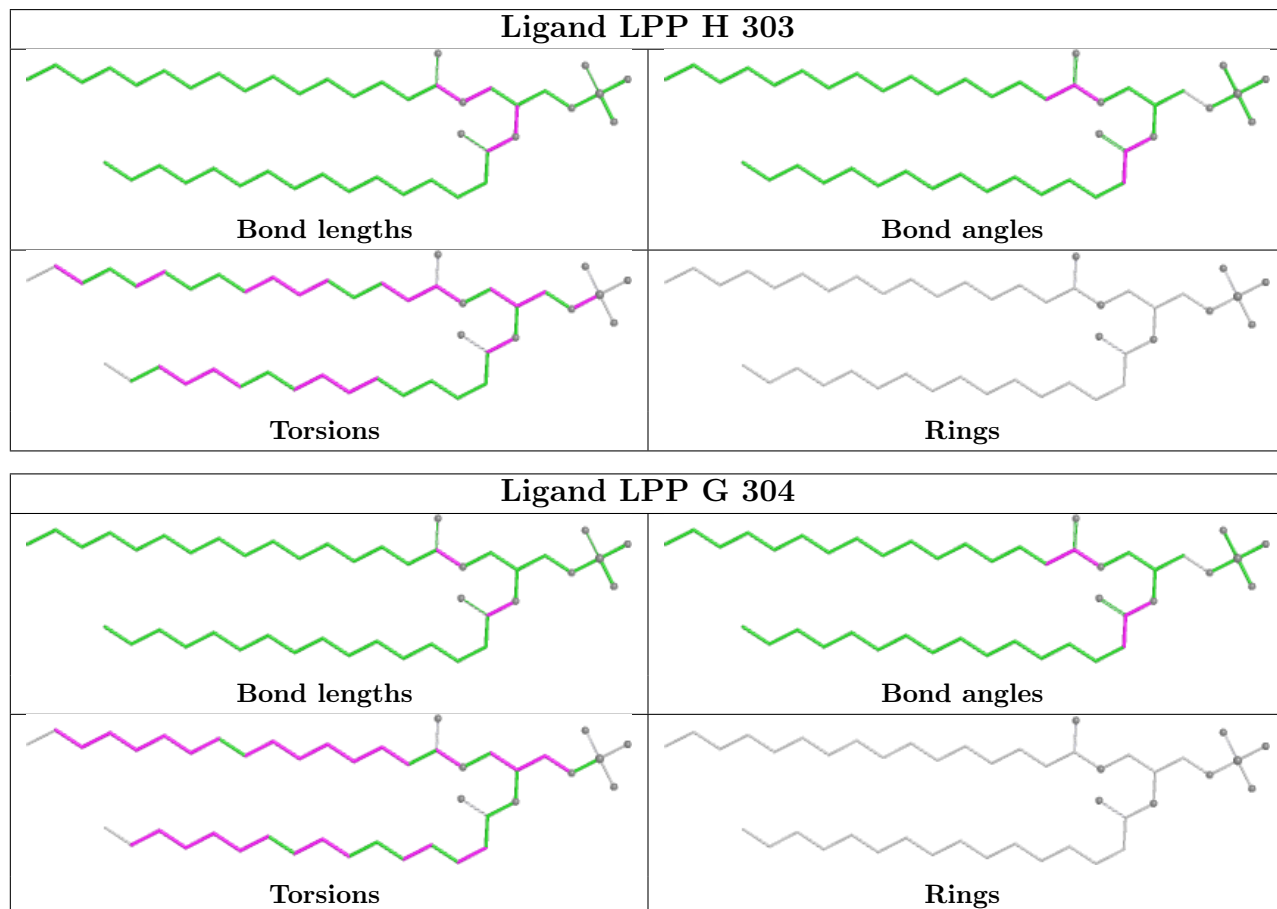 Ligand LPP H 303
Bond lengths
Bond angles
Torsions
Rings
Ligand LPP G 304
Bond lengths
Bond angles
Torsions
Rings